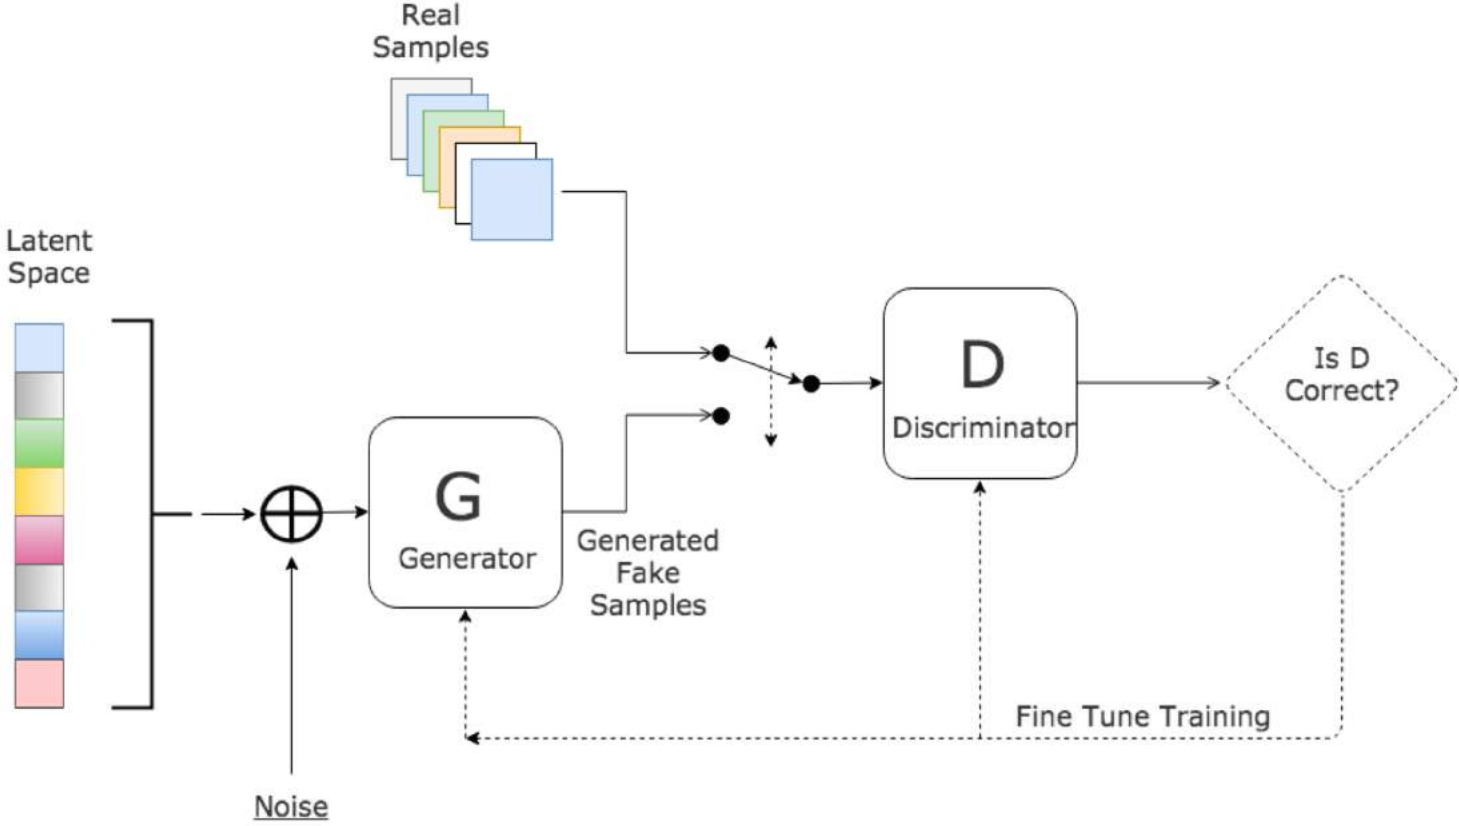 Real
Samples
Latent
Space
D
Discriminator
Is D
Correct?
G
Generator
Generated
Fake
Samples
Fine Tune Training
Noise